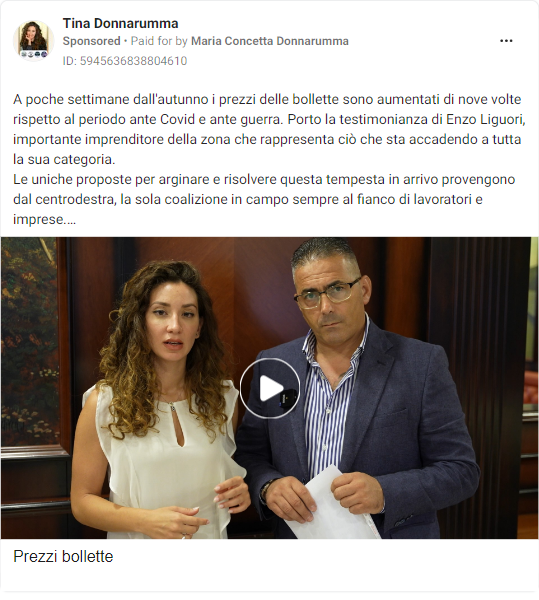 Tina Donnarumma
Sponsored • Paid for by Maria Concetta Donnarumma
ID: 5945636838804610
A poche settimane dall'autunno i prezzi delle bollette sono aumentati di nove volte
rispetto al periodo ante Covid e ante guerra. Porto la testimonianza di Enzo Liguori,
importante imprenditore della zona che rappresenta ciò che sta accadendo a tutta
la sua categoria.
Le uniche proposte per arginare e risolvere questa tempesta in arrivo provengono
dal centrodestra, la sola coalizione in campo sempre al fianco di lavoratori e
imprese....
Prezzi bollette